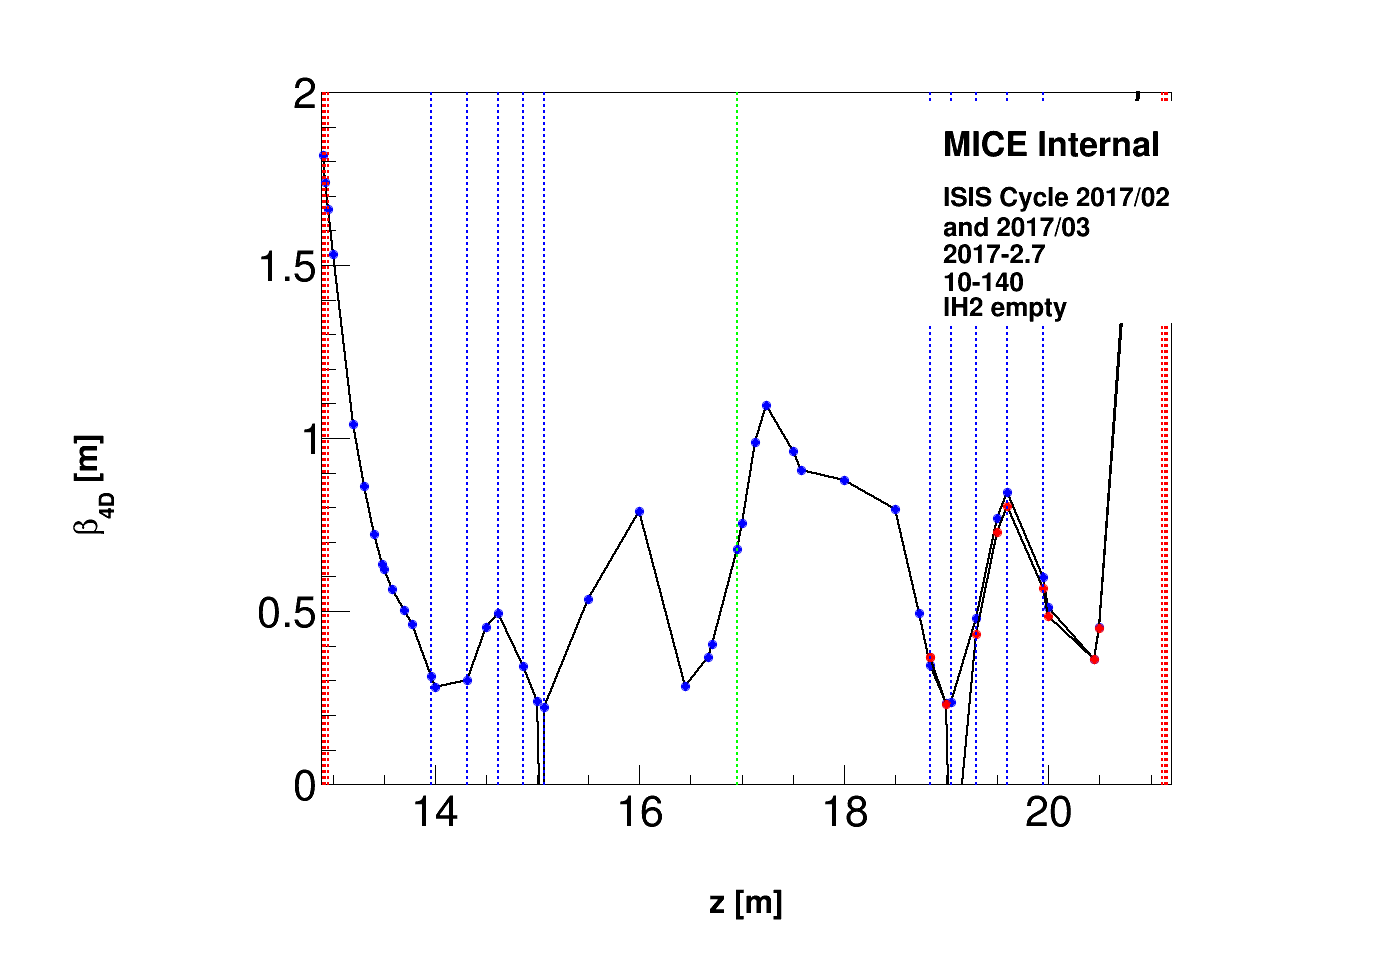 2
1.5
1
0.5
0
14 16 18 20
β4D [m]
z [m]
MICE Internal
ISIS Cycle 2017/02
and 2017/03
2017-2.7
10-140
lH2 empty